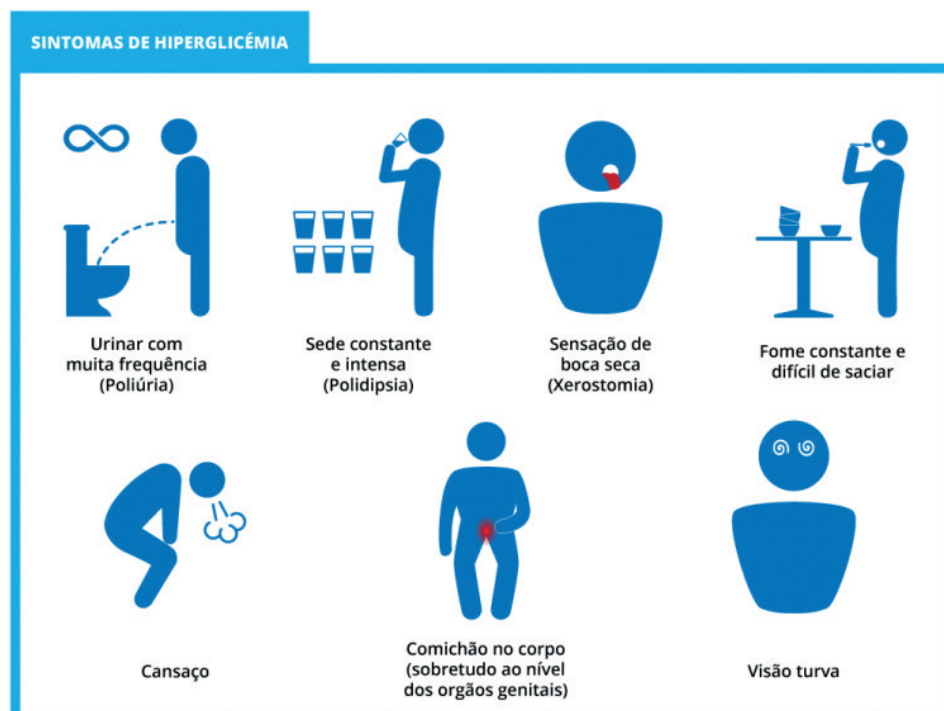 SINTOMAS DE HIPERGLICÉMIA
Urinar com
muita frequência
(Poliúria)
Sede constante
e intensa
(Polidipsia)
Sensação de
boca seca
(Xerostomia)
Fome constante e
difícil de saciar
Cansaço
Comichão no corpo
(sobretudo ao nível
dos orgãos genitais)
Visão turva